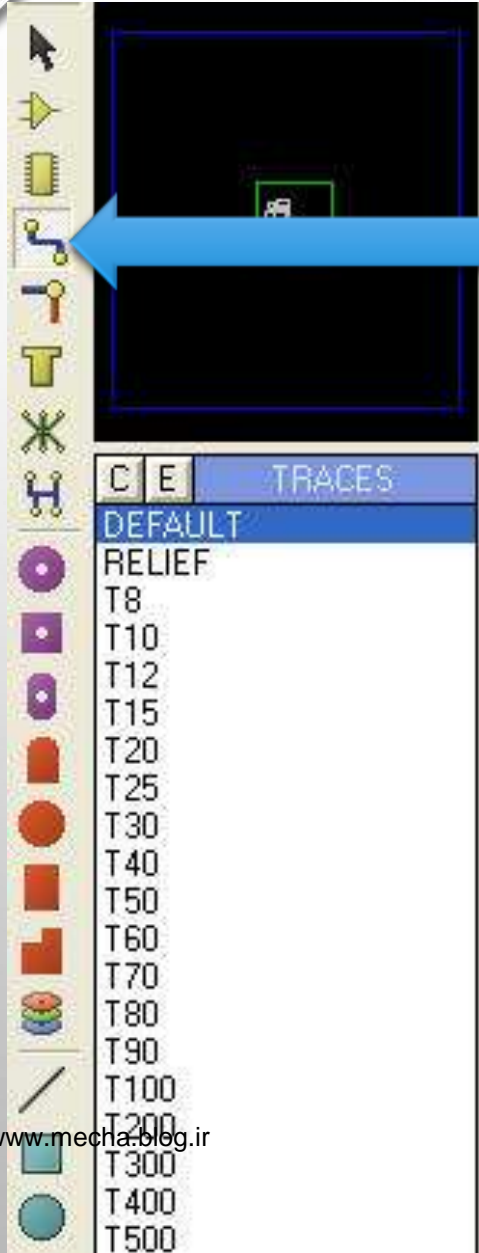 C E TRACES
DEFAULT
RELIEF
T8
T10
T12
T15
T20
T25
T30
T40
T50
T60
T70
T80
T90
T100
T200
www.mecha.blog.ir
T300
T400
T500